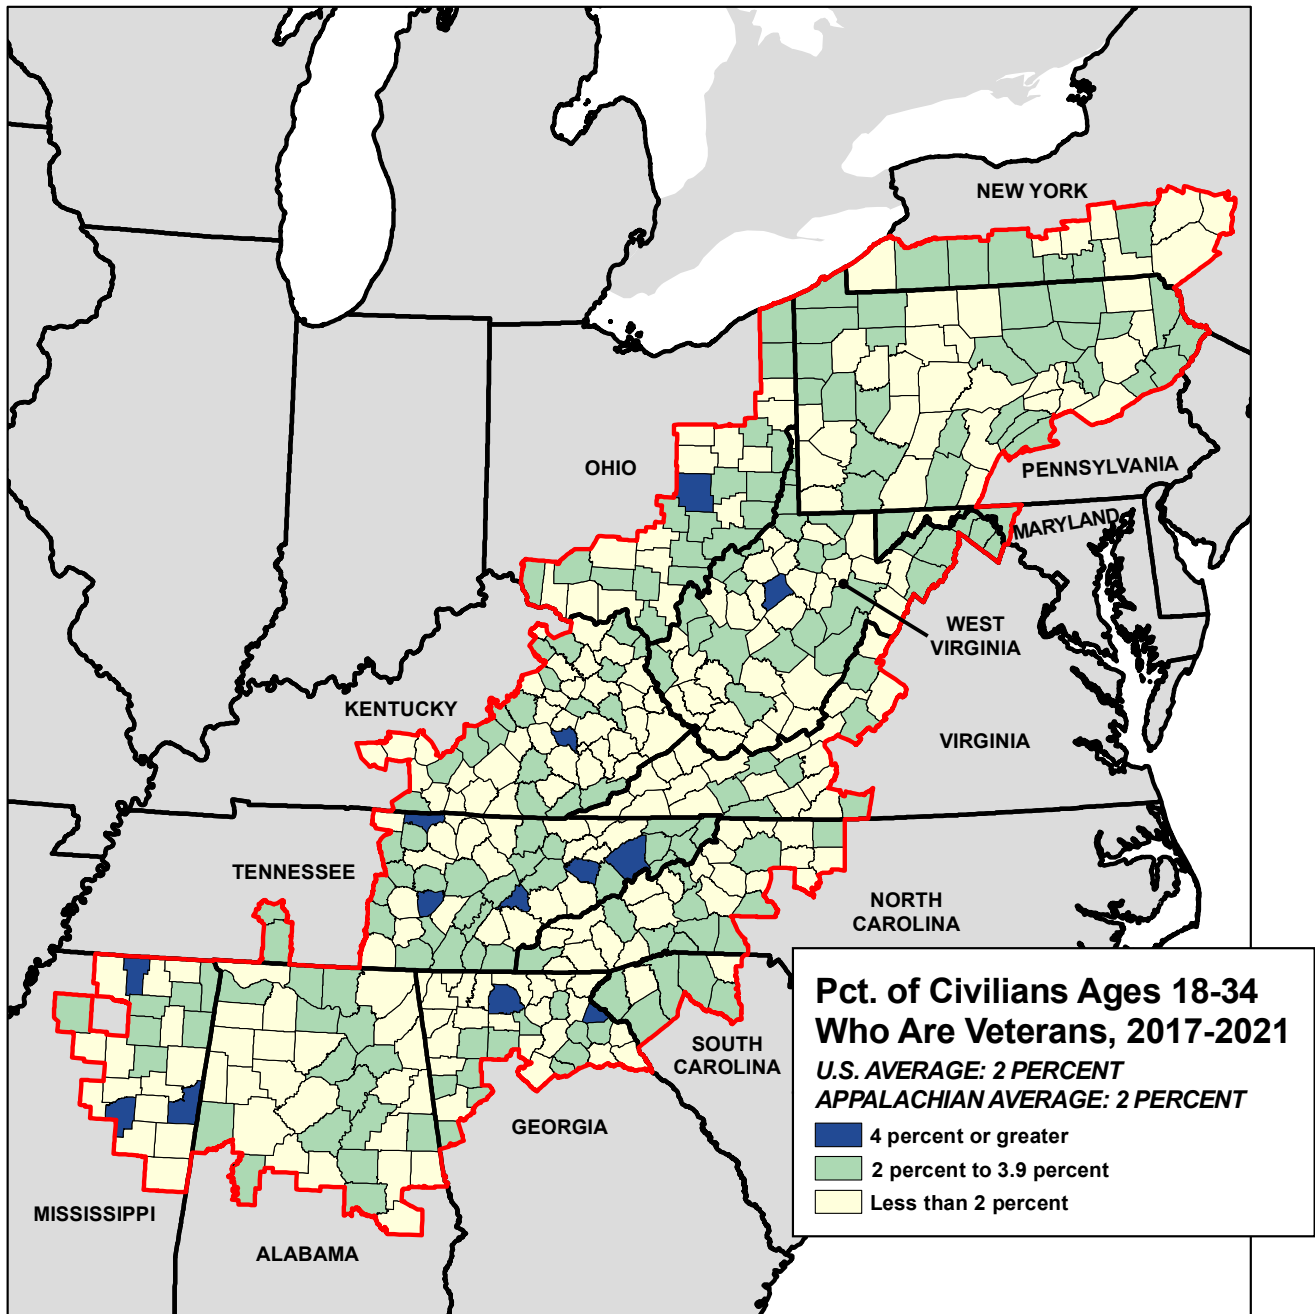 NEW YORK
OHIO
PENNSYLVANIA
MARYLAND
WEST
VIRGINIA
KENTUCKY
VIRGINIA
TENNESSEE
NORTH
CAROLINA
SOUTH
CAROLINA
GEORGIA
MISSISSIPPI
ALABAMA
Pct. of Civilians Ages 18-34
Who Are Veterans, 2017-2021
U.S. AVERAGE: 2 PERCENT
APPALACHIAN AVERAGE: 2 PERCENT
4 percent or greater
2 percent to 3.9 percent
Less than 2 percent